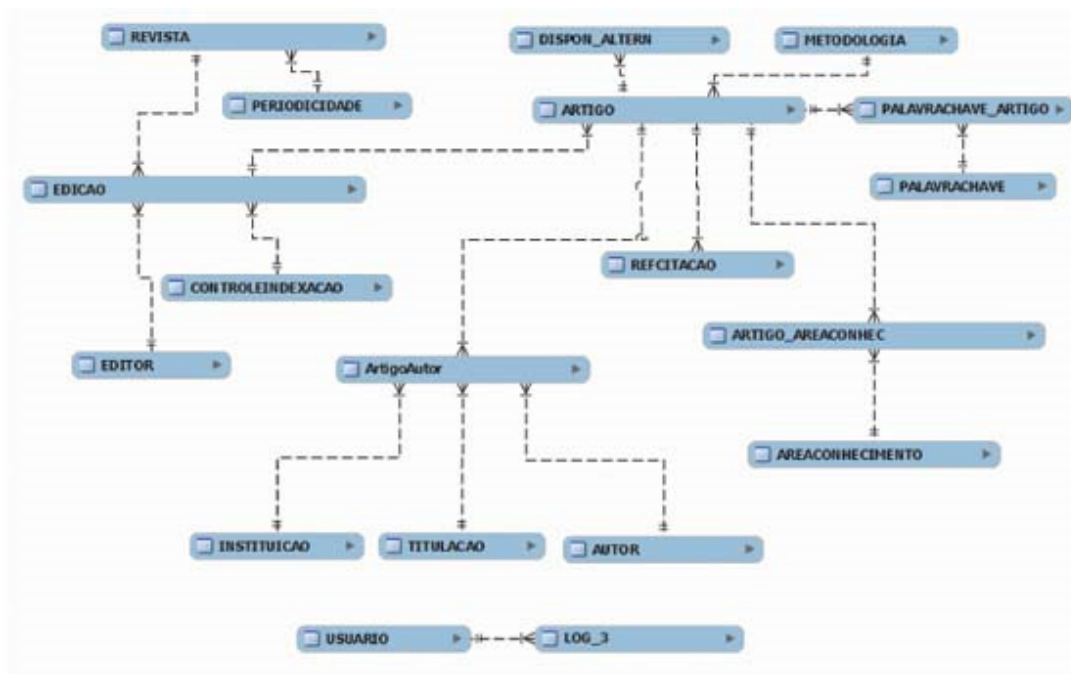 REVISTA
DISPON_ALTERN
METODOLOGIA
PERIODICIDADE
ARTIGO
PALAVRACHAVE_ARTIGO
EDICAO
PALAVRACHAVE
REFCITACAO
CONTROLEINDEXACAO
ARTIGO_AREACONHEC
EDITOR
ArtigoAutor
AREACONHECIMENTO
INSTITUICAO
TITULACAO
AUTOR
USUARIO
LOG_3